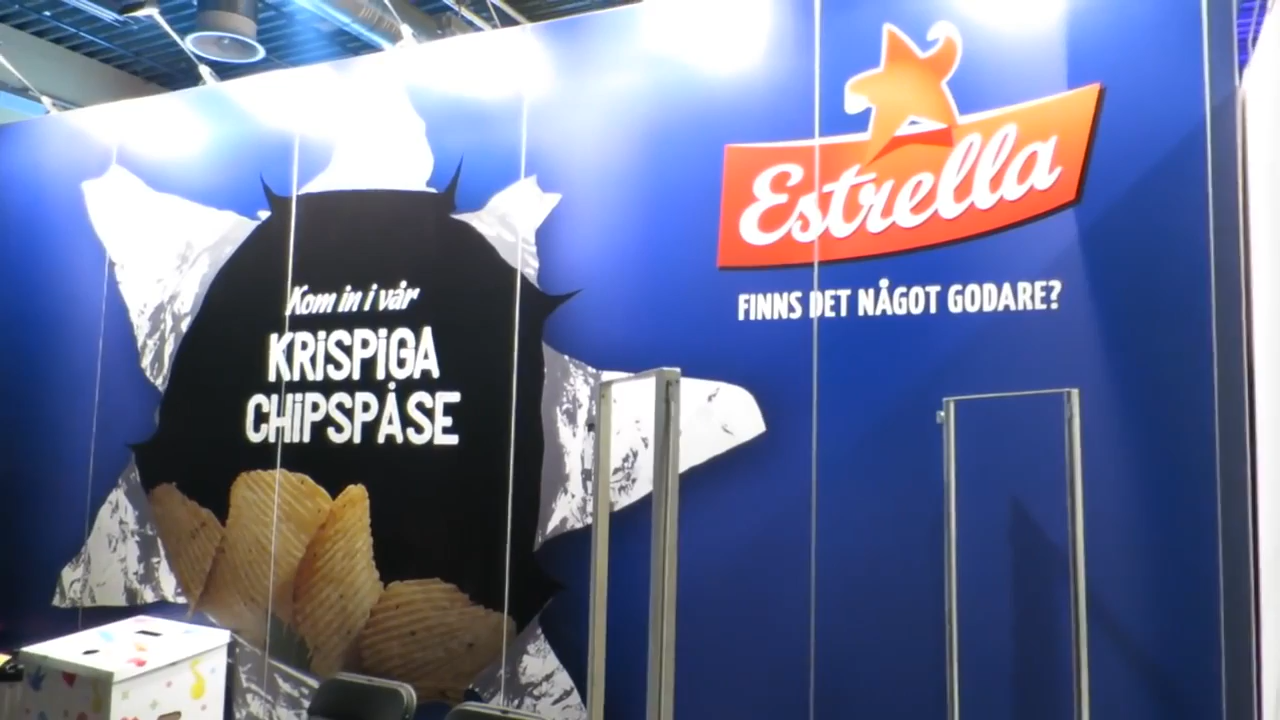 Estrella
FINNS DET NÅGOT GODARE?
Kom in i vår
KRiSPiGA
CHiPSPÅSE